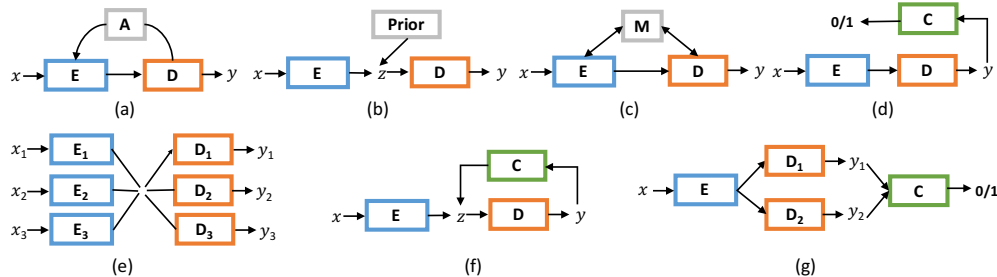 A
x E D y
(a)
Prior
x E z D y
(b)
M
x E D y
(c)
0/1 C
x E D y
(d)
x₁ E₁ D₁ y₁
x₂ E₂ D₂ y₂
x₃ E₃ D₃ y₃
(e)
C
x E z D y
(f)
D₁ y₁
x E C 0/1
D₂ y₂
(g)